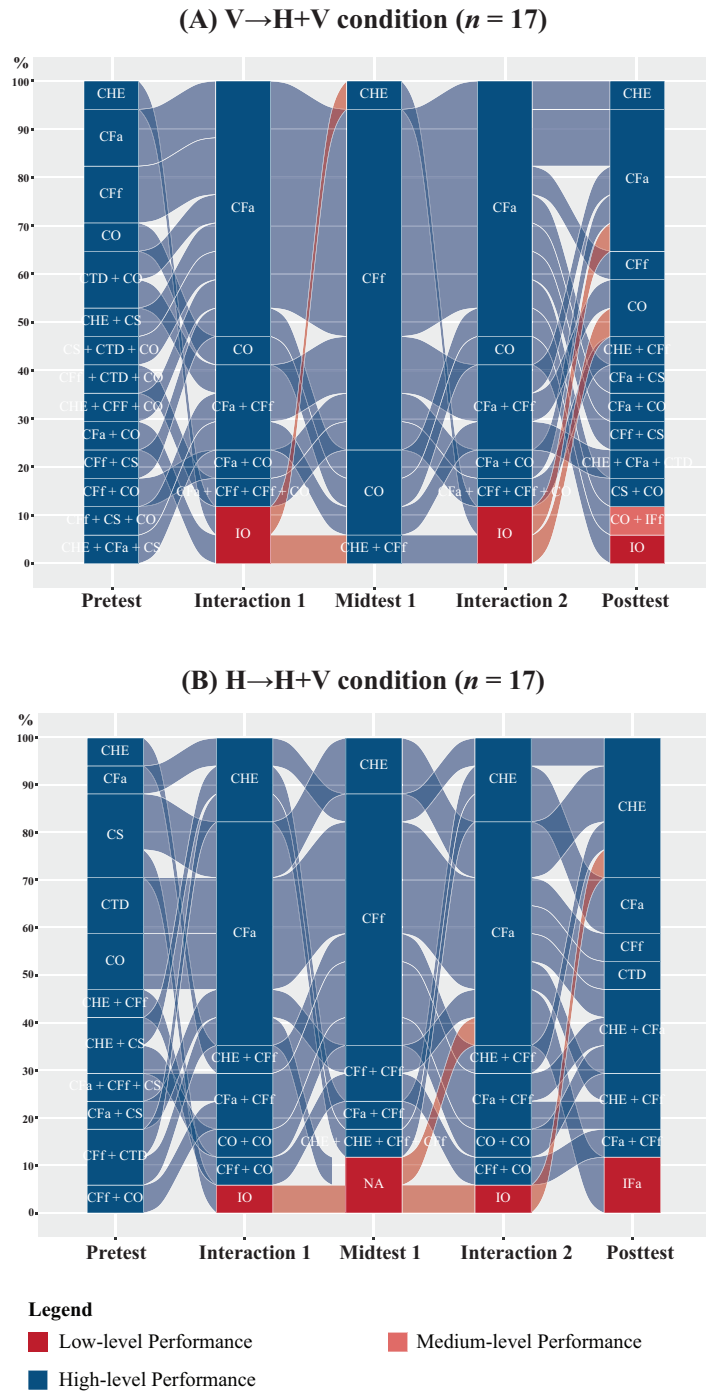 (A) V→H+V condition (n = 17)
%
100
90
80
70
60
50
40
30
20
10
0
CHE
CFa
CFf
CO
CTD + CO
CHE + CS
CS + CTD + CO
CFf + CTD + CO
CHE + CFF + CO
CFa + CO
CFf + CS
CFf + CO
CFf + CS + CO
CHE + CFa + CS
CFa
CO
CFa + CFf
CFa + CO
CFa + CFf + CFf + CO
IO
CHE
CFf
CO
CHE + CFf
CFa
CO
CFa + CFf
CFa + CO
CFa + CFf + CFf + CO
IO
CHE
CFa
CFf
CO
CHE + CFf
CFa + CS
CFa + CO
CFf + CS
CHE + CFa + CTD
CS + CO
CO + IFf
IO
Pretest Interaction 1 Midtest 1 Interaction 2 Posttest
(B) H→H+V condition (n = 17)
%
100
90
80
70
60
50
40
30
20
10
0
CHE
CFa
CS
CTD
CO
CHE + CFf
CHE + CS
CFa + CFf + CS
CFa + CS
CFf + CTD
CFf + CO
CHE
CFa
CHE + CFf
CFa + CFf
CO + CO
CFf + CO
IO
CHE
CFf
CFf + CFf
CFa + CFf
CHE + CHE + CFf + CFf
NA
CHE
CFa
CHE + CFf
CFa + CFf
CO + CO
CFf + CO
IO
CHE
CFa
CFf
CTD
CHE + CFa
CHE + CFf
CFa + CFf
IFa
Pretest Interaction 1 Midtest 1 Interaction 2 Posttest
Legend
Low-level Performance Medium-level Performance
High-level Performance